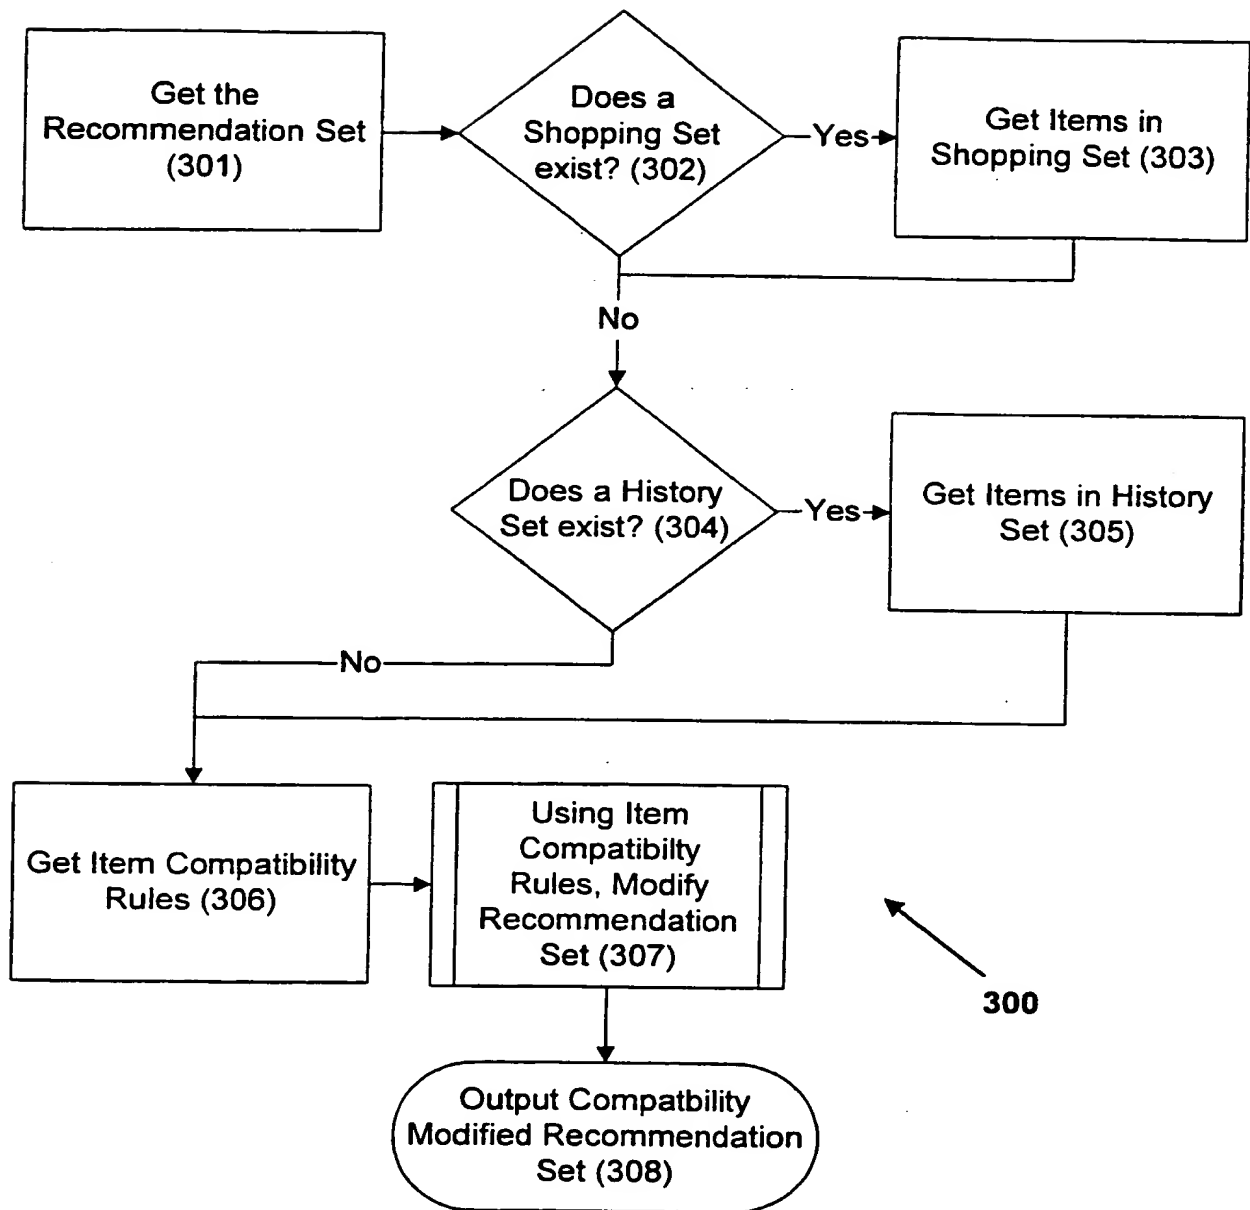 Get the
Recommendation Set
(301)
Does a
Shopping Set
exist? (302)
Yes
Get Items in
Shopping Set (303)
No
Does a History
Set exist? (304)
Yes
Get Items in History
Set (305)
No
Get Item Compatibility
Rules (306)
Using Item
Compatibilty
Rules, Modify
Recommendation
Set (307)
300
Output Compatbility
Modified Recommendation
Set (308)